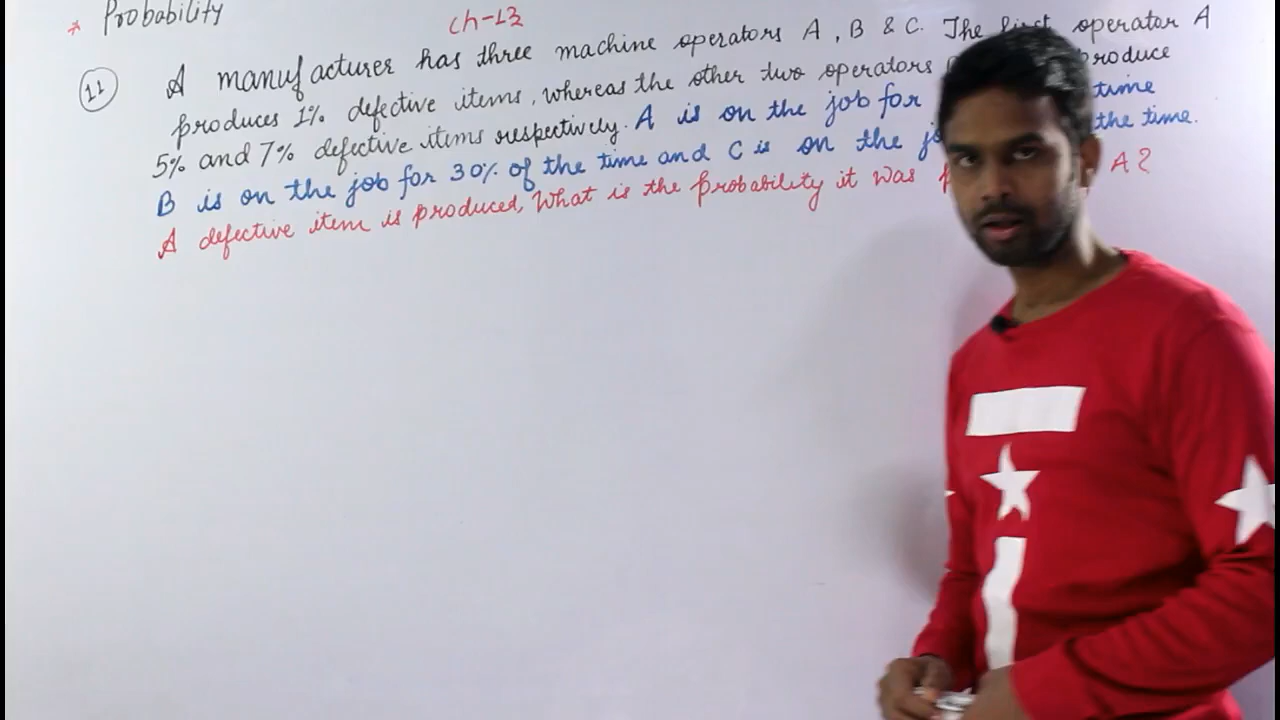 * Probability
Ch-13
11 A manufacturer has three machine operators A, B & C. The first operator A
produces 1% defective items, whereas the other two operators produce
5% and 7% defective items respectively. A is on the job for time
B is on the job for 30% of the time and C is on the the time.
A defective item is produced, What is the probability it was A?